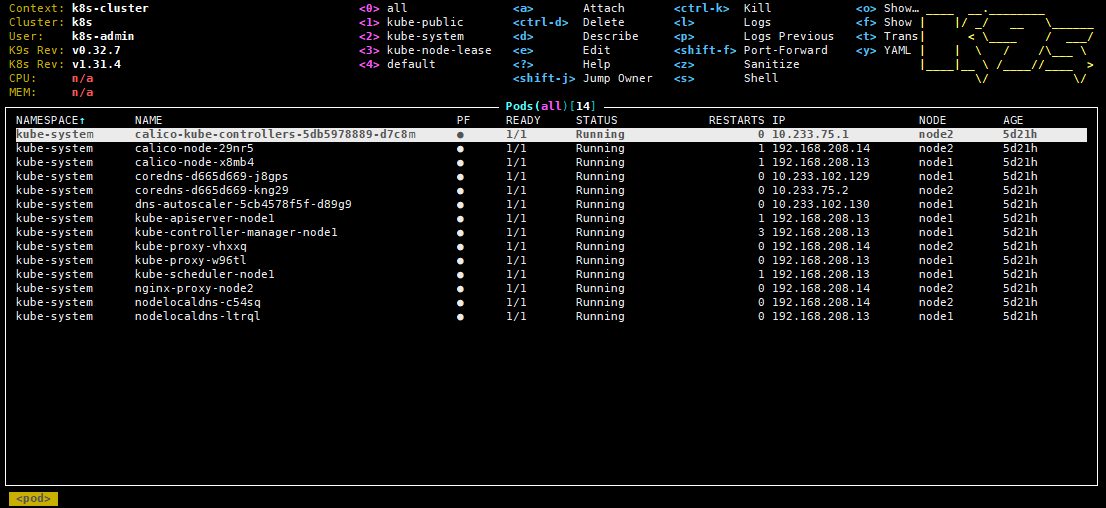 Context: k8s-cluster <0> all <a> Attach <ctrl-k> Kill <o> Show…
Cluster: k8s <1> kube-public <ctrl-d> Delete <l> Logs <f> Show
User: k8s-admin <2> kube-system <d> Describe <p> Logs Previous <t> Trans
K9s Rev: v0.32.7 <3> kube-node-lease <e> Edit <shift-f> Port-Forward <y> YAML
K8s Rev: v1.31.4 <4> default <?> Help <z> Sanitize
CPU: n/a <shift-j> Jump Owner <s> Shell
MEM: n/a
Pods(all)[14]
NAMESPACE↑ NAME PF READY STATUS RESTARTS IP NODE AGE
kube-system calico-kube-controllers-5db5978889-d7c8m ● 1/1 Running 0 10.233.75.1 node2 5d21h
kube-system calico-node-29nr5 ● 1/1 Running 1 192.168.208.14 node2 5d21h
kube-system calico-node-x8mb4 ● 1/1 Running 1 192.168.208.13 node1 5d21h
kube-system coredns-d665d669-j8gps ● 1/1 Running 0 10.233.102.129 node1 5d21h
kube-system coredns-d665d669-kng29 ● 1/1 Running 0 10.233.75.2 node2 5d21h
kube-system dns-autoscaler-5cb4578f5f-d89g9 ● 1/1 Running 0 10.233.102.130 node1 5d21h
kube-system kube-apiserver-node1 ● 1/1 Running 1 192.168.208.13 node1 5d21h
kube-system kube-controller-manager-node1 ● 1/1 Running 3 192.168.208.13 node1 5d21h
kube-system kube-proxy-vhxxq ● 1/1 Running 0 192.168.208.14 node2 5d21h
kube-system kube-proxy-w96tl ● 1/1 Running 0 192.168.208.13 node1 5d21h
kube-system kube-scheduler-node1 ● 1/1 Running 1 192.168.208.13 node1 5d21h
kube-system nginx-proxy-node2 ● 1/1 Running 0 192.168.208.14 node2 5d21h
kube-system nodelocaldns-c54sq ● 1/1 Running 0 192.168.208.14 node2 5d21h
kube-system nodelocaldns-ltrql ● 1/1 Running 0 192.168.208.13 node1 5d21h
<pod>